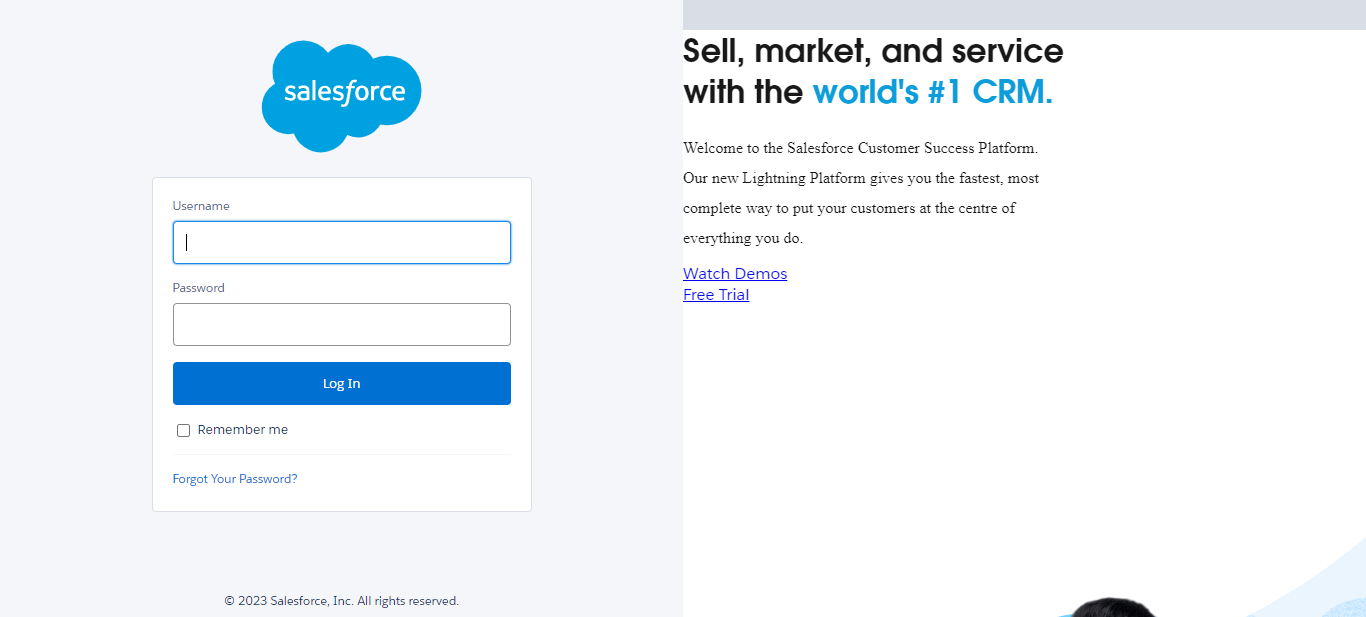 salesforce
Username
Password
Log In
Remember me
Forgot Your Password?
© 2023 Salesforce, Inc. All rights reserved.
Sell, market, and service
with the world's #1 CRM.
Welcome to the Salesforce Customer Success Platform.
Our new Lightning Platform gives you the fastest, most
complete way to put your customers at the centre of
everything you do.
Watch Demos
Free Trial